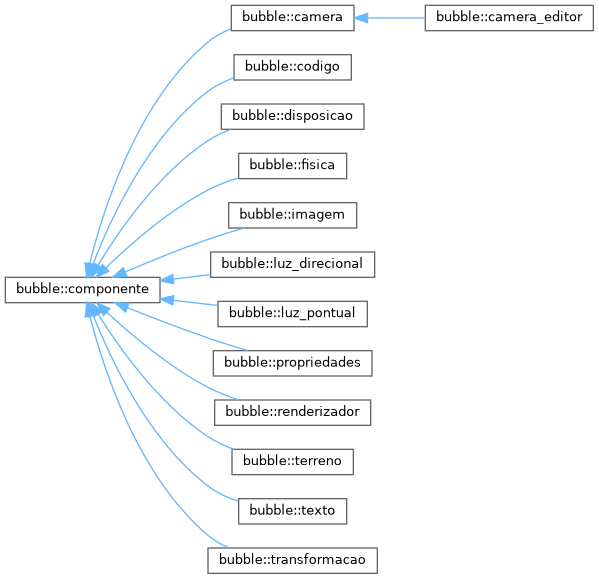 bubble::camera
bubble::camera_editor
bubble::codigo
bubble::disposicao
bubble::fisica
bubble::imagem
bubble::luz_direcional
bubble::componente
bubble::luz_pontual
bubble::propriedades
bubble::renderizador
bubble::terreno
bubble::texto
bubble::transformacao